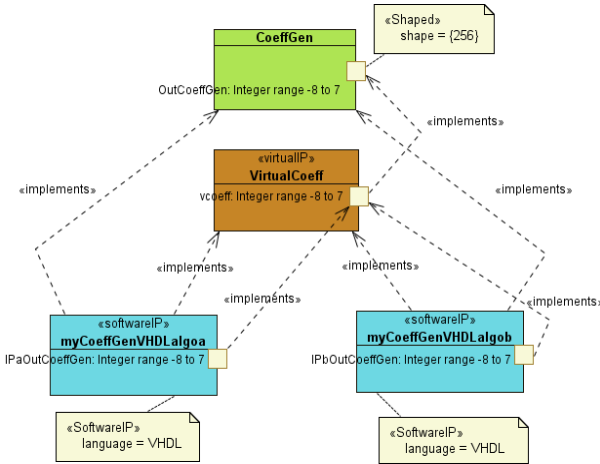 «Shaped»
shape = {256}
CoeffGen
OutCoeffGen: Integer range -8 to 7
«implements»
«virtualIP»
VirtualCoeff
vcoeff: Integer range -8 to 7
«implements»
«implements»
«implements»
«implements»
«implements»
«implements»
«softwareIP»
myCoeffGenVHDLalgoa
IPaOutCoeffGen: Integer range -8 to 7
«softwareIP»
myCoeffGenVHDLalgob
IPbOutCoeffGen: Integer range -8 to 7
«SoftwareIP»
language = VHDL
«SoftwareIP»
language = VHDL